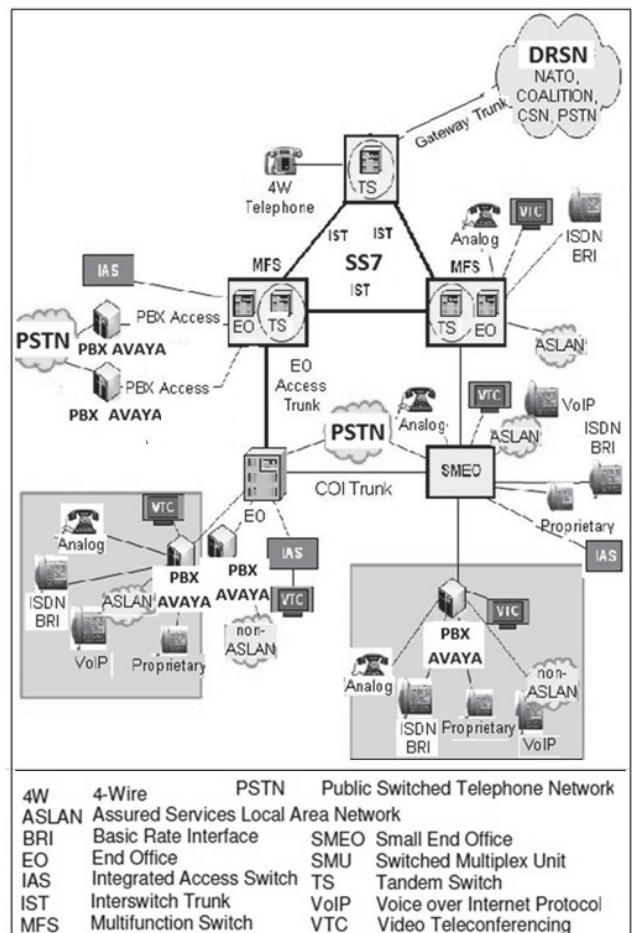 DRSN
NATO,
COALITION,
CSN, PSTN
Gateway Trunk
TS
4W
Telephone
IST IST
SS7
IST
MFS
MFS
Analog
VTC
ISDN
BRI
IAS
EO
TS
TS
EO
ASLAN
PSTN
PBX Access
PBX AVAYA
PBX Access
PBX AVAYA
EO
Access
Trunk
PSTN
Analog
VTC
VoIP
ASLAN
ISDN
BRI
SMEO
COI Trunk
Proprietary
IAS
EO
VTC
Analog
PBX
AVAYA
PBX
AVAYA
IAS
VTC
ISDN
BRI
ASLAN
non-
ASLAN
VoIP
Proprietary
VTC
PBX
AVAYA
Analog
non-
ASLAN
ISDN
BRI
Proprietary
VoIP
4W 4-Wire PSTN Public Switched Telephone Network
ASLAN Assured Services Local Area Network
BRI Basic Rate Interface SMEO Small End Office
EO End Office SMU Switched Multiplex Unit
IAS Integrated Access Switch TS Tandem Switch
IST Interswitch Trunk VoIP Voice over Internet Protocol
MFS Multifunction Switch VTC Video Teleconferencing